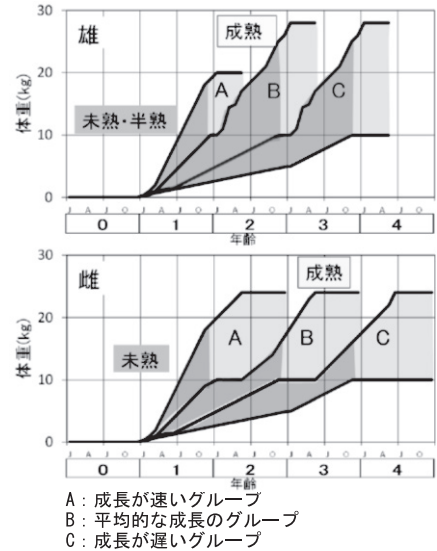 雄
成熟
未熟・半熟
A
B
C
体重(kg)
30
20
10
0
J A J O J A J O J A J O J A J O J A J O
0 1 2 3 4
年齢
雌
成熟
未熟
A
B
C
体重(kg)
30
20
10
0
J A J O J A J O J A J O J A J O J A J O
0 1 2 3 4
年齢
A：成長が速いグループ
B：平均的な成長のグループ
C：成長が遅いグループ